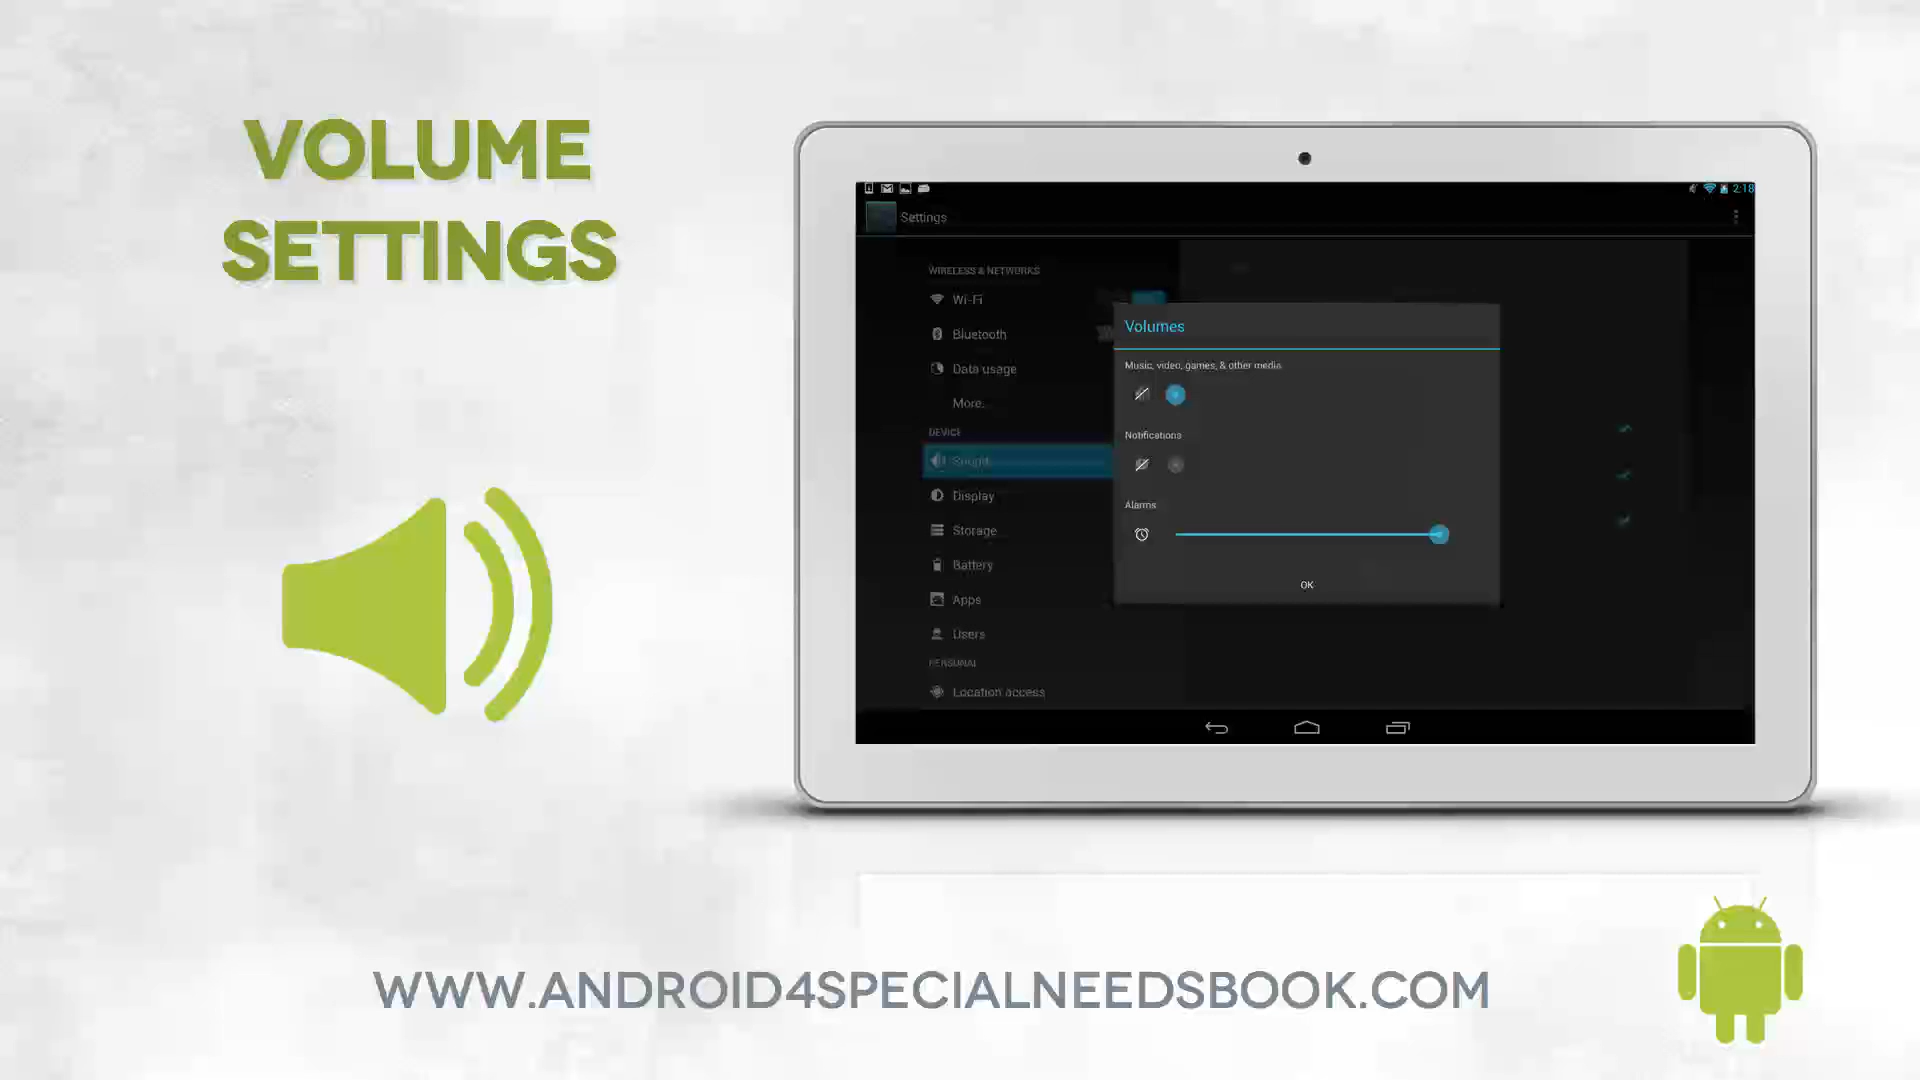 VOLUME
SETTINGS
2:18
Settings
WIRELESS & NETWORKS
Wi-Fi
Bluetooth
Data usage
More...
DEVICE
Sound
Display
Storage
Battery
Apps
Users
PERSONAL
Location access
Volumes
Music, video, games, & other media
Notifications
Alarms
OK
WWW.ANDROID4SPECIALNEEDSBOOK.COM